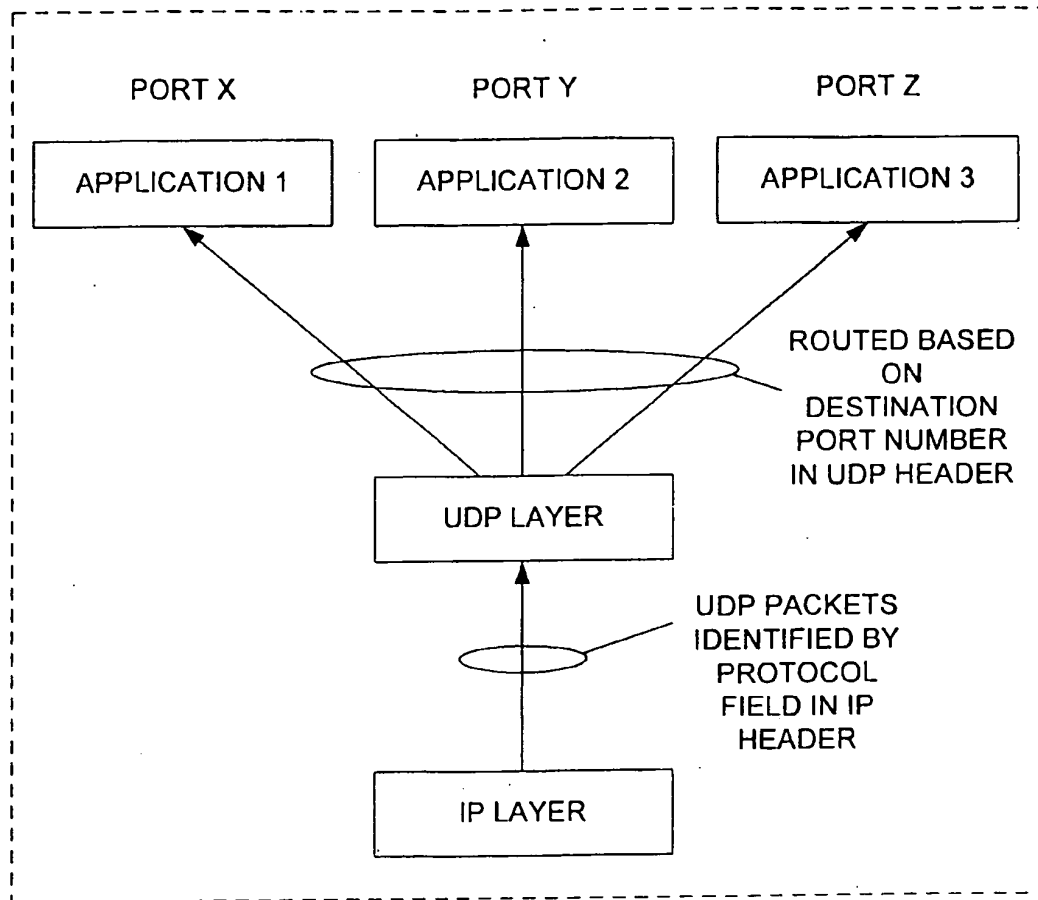 PORT X
PORT Y
PORT Z
APPLICATION 1
APPLICATION 2
APPLICATION 3
ROUTED BASED
ON
DESTINATION
PORT NUMBER
IN UDP HEADER
UDP LAYER
UDP PACKETS
IDENTIFIED BY
PROTOCOL
FIELD IN IP
HEADER
IP LAYER